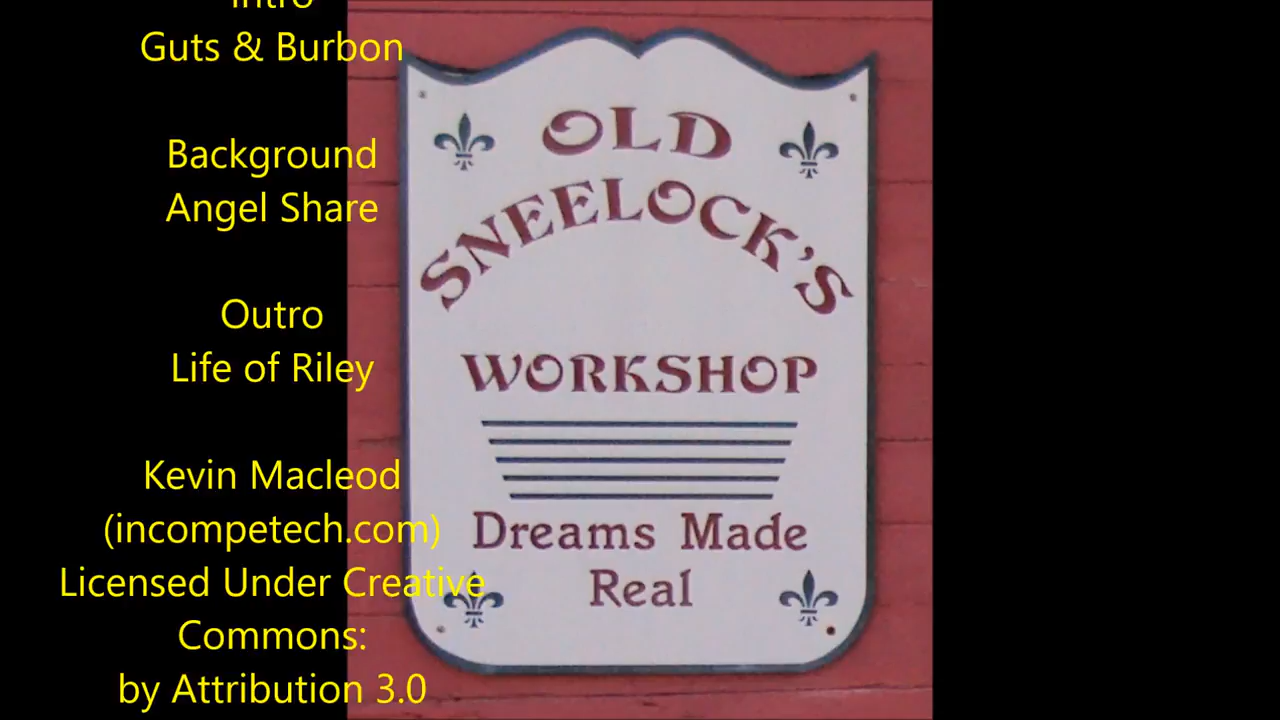 Intro
Guts & Burbon
Background
Angel Share
Outro
Life of Riley
Kevin Macleod
(incompetech.com)
Licensed Under Creative
Commons:
by Attribution 3.0
OLD
SNEELOCK'S
WORKSHOP
Dreams Made
Real